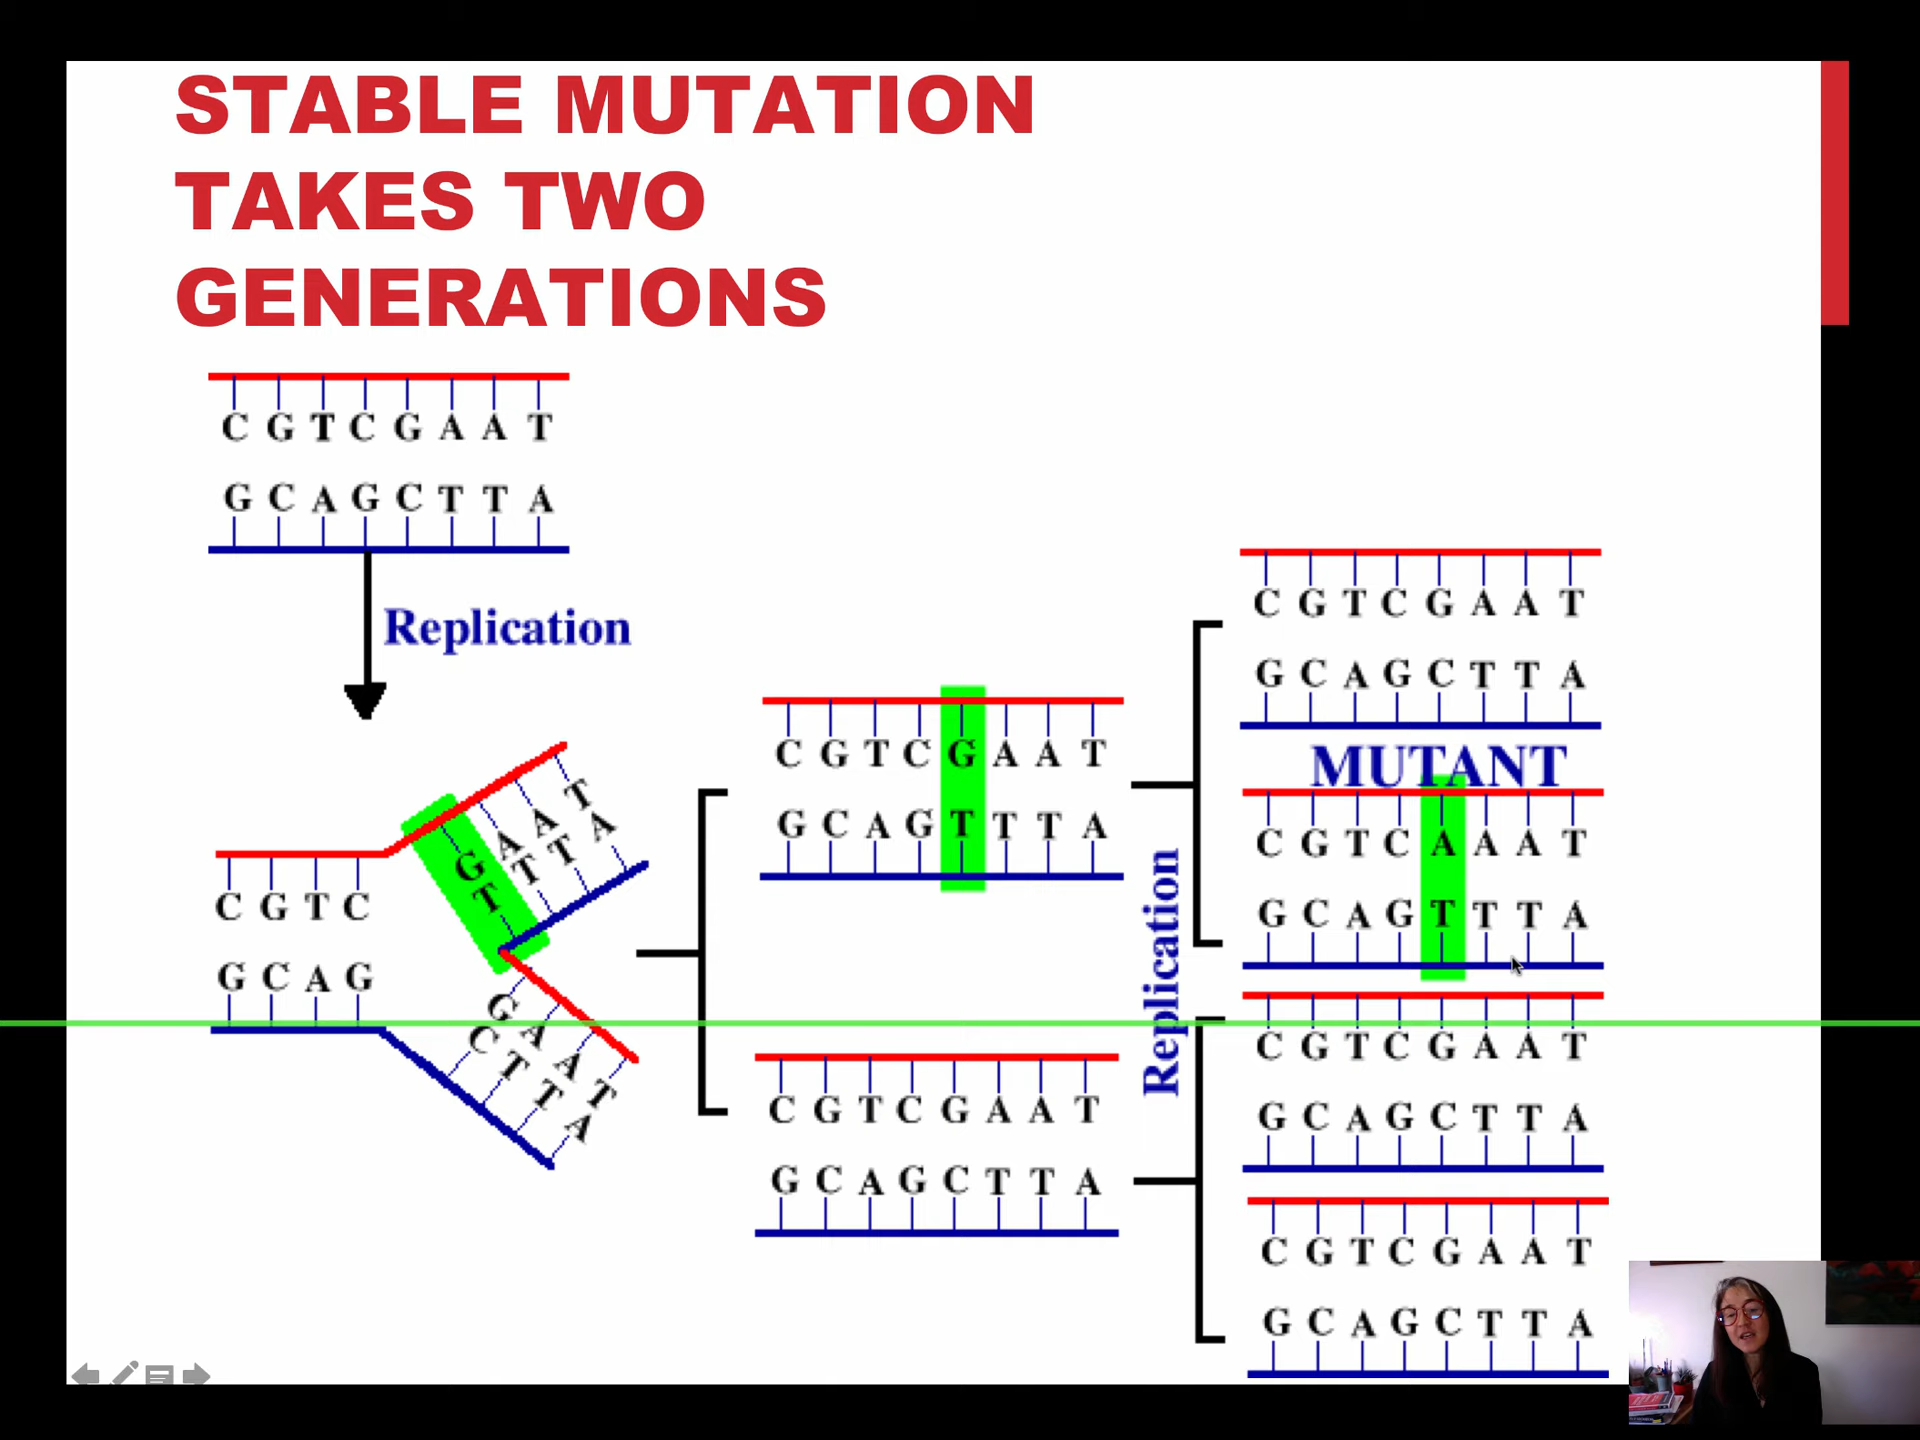 STABLE MUTATION
TAKES TWO
GENERATIONS
C G T C G A A T
G C A G C T T A
Replication
C G T C
G C A G
G A A T
T T T A
G A A T
C T T A
C G T C G A A T
G C A G T T T A
C G T C G A A T
G C A G C T T A
Replication
C G T C G A A T
G C A G C T T A
MUTANT
C G T C A A A T
G C A G T T T A
C G T C G A A T
G C A G C T T A
C G T C G A A T
G C A G C T T A